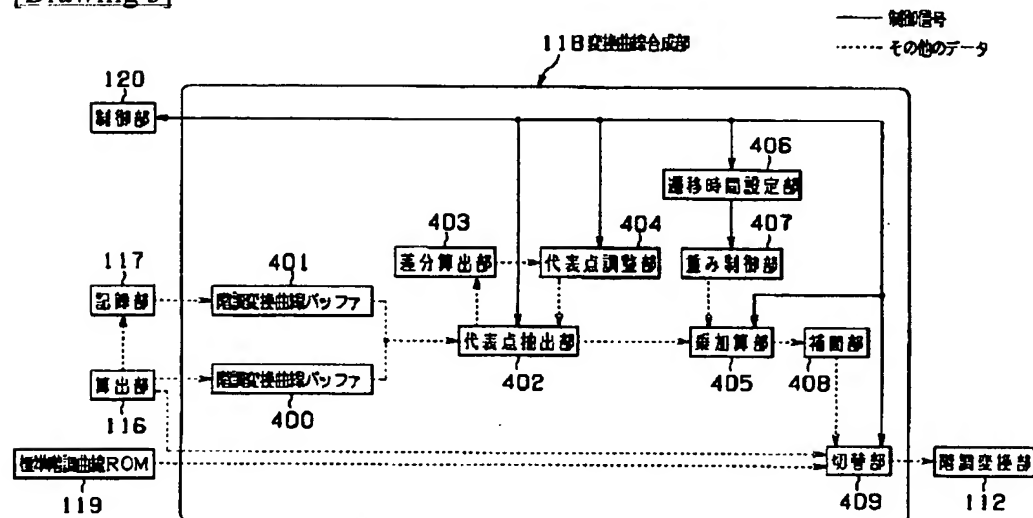 制御信号
その他のデータ
118 変換曲線合成部
120
制御部
406
遷移時間設定部
403
404
407
差分算出部
代表点調整部
重み制御部
117
401
記録部
階調変換曲線バッファ
代表点抽出部
乗加算部
補間部
402
405
408
算出部
階調変換曲線バッファ
116
400
標準階調曲線ROM
切替部
階調変換部
119
409
112